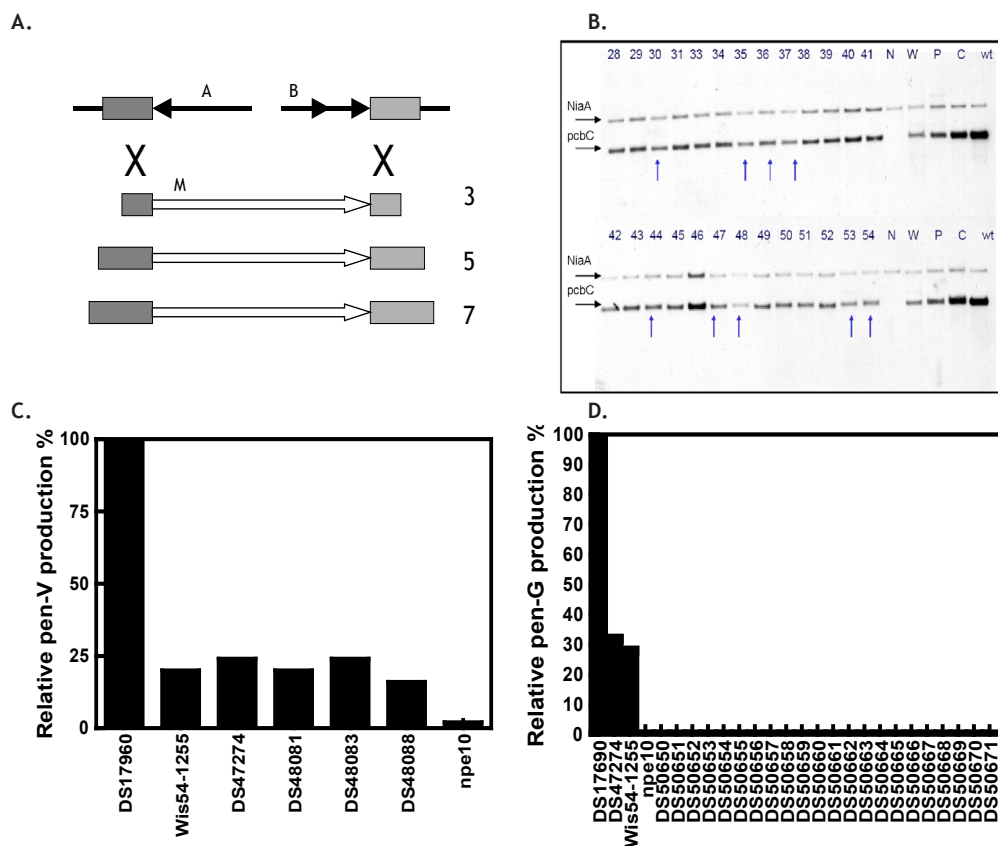 A.
B.
A B
X X
M
3
5
7
28 29 30 31 33 34 35 36 37 38 39 40 41 N W P C wt
NiaA
pcbC
42 43 44 45 46 47 48 49 50 51 52 53 54 N W P C wt
NiaA
pcbC
C.
Relative pen-V production %
100
75
50
25
0
DS17960
Wis54-1255
DS47274
DS48081
DS48083
DS48088
npe10
D.
Relative pen-G production %
100
90
80
70
60
50
40
30
20
10
0
DS17690
DS47274
Wis54-1255
npe10
DS50650
DS50651
DS50652
DS50653
DS50654
DS50655
DS50656
DS50657
DS50658
DS50659
DS50660
DS50661
DS50662
DS50663
DS50664
DS50665
DS50666
DS50667
DS50668
DS50669
DS50670
DS50671